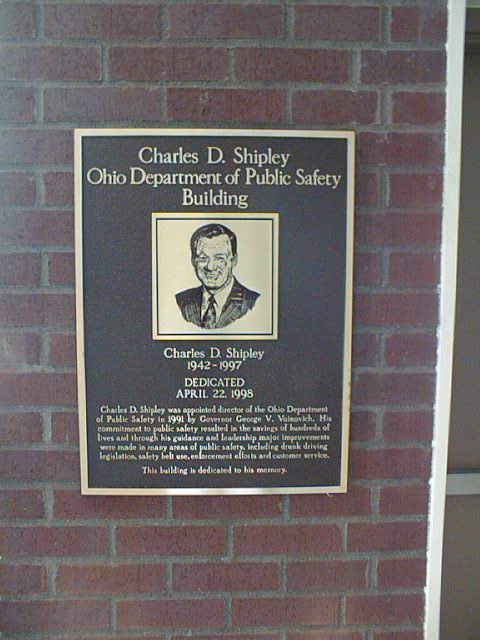 Charles D. Shipley
Ohio Department of Public Safety
Building
Charles D. Shipley
1942-1997
DEDICATED
APRIL 22, 1998
Charles D. Shipley was appointed director of the Ohio Department
of Public Safety in 1991 by Governor George V. Voinovich. His
commitment to public safety resulted in the savings of hundreds of
lives and through his guidance and leadership major improvements
were made in many areas of public safety, including drunk driving
legislation, safety belt use, enforcement efforts and customer service.
This building is dedicated to his memory.